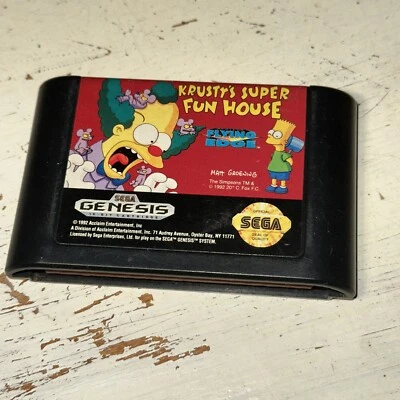 KRUSTY'S SUPER
FUN HOUSE
FLYING
EDGE
MATT GROENING
The Simpsons TM &
© 1992 20th C. Fox F.C.
SEGA
GENESIS
16-BIT CARTRIDGE
OFFICIAL
SEGA
SEAL OF
QUALITY
© 1992 Acclaim Entertainment, Inc.
A Division of Acclaim Entertainment, Inc. 71 Audrey Avenue, Oyster Bay, NY 11771
Licensed by Sega Enterprises, Ltd. for play on the SEGA™ GENESIS™ SYSTEM.